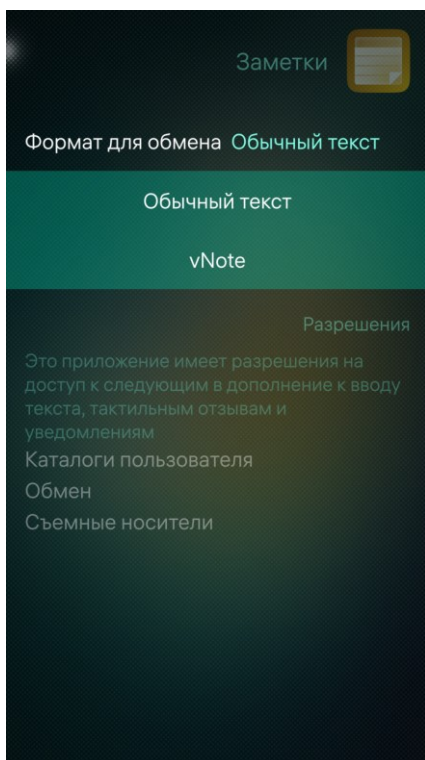 Заметки
Формат для обмена Обычный текст
Обычный текст
vNote
Разрешения
Это приложение имеет разрешения на
доступ к следующим в дополнение к вводу
текста, тактильным отзывам и
уведомлениям
Каталоги пользователя
Обмен
Съемные носители